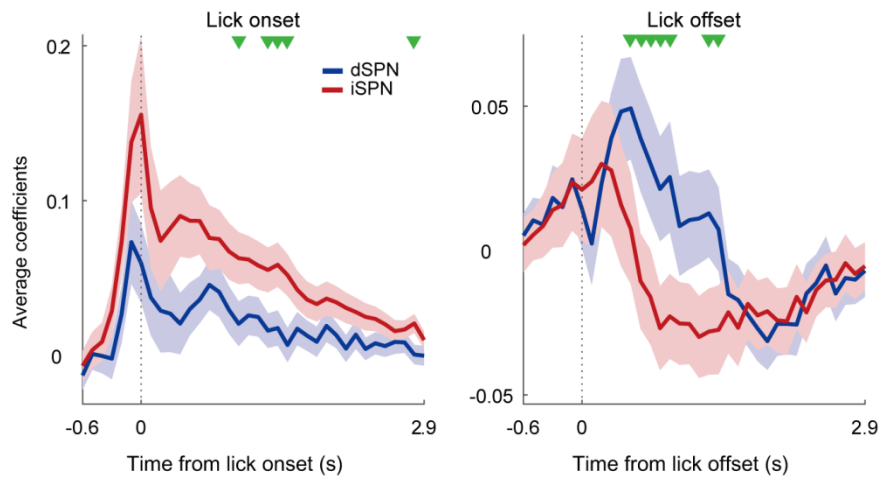 Lick onset
Lick offset
Average coefficients
0.2
0.1
0
dSPN
iSPN
-0.6
0
2.9
Time from lick onset (s)
0.05
0
-0.05
-0.6
0
2.9
Time from lick offset (s)